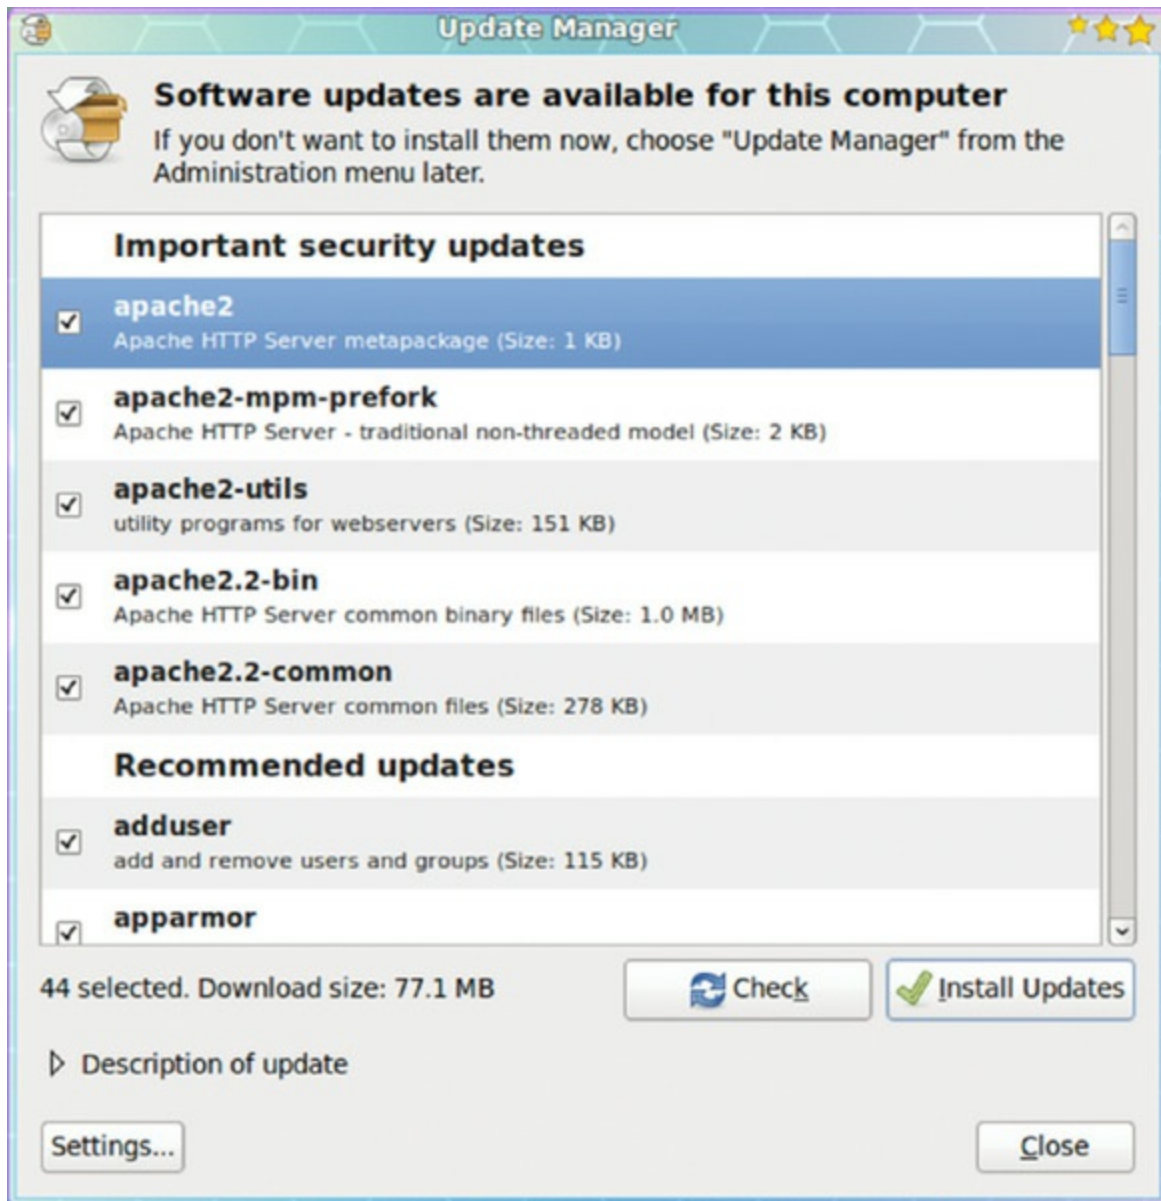 Update Manager
Software updates are available for this computer
If you don't want to install them now, choose "Update Manager" from the
Administration menu later.
Important security updates
apache2
Apache HTTP Server metapackage (Size: 1 KB)
apache2-mpm-prefork
Apache HTTP Server - traditional non-threaded model (Size: 2 KB)
apache2-utils
utility programs for webservers (Size: 151 KB)
apache2.2-bin
Apache HTTP Server common binary files (Size: 1.0 MB)
apache2.2-common
Apache HTTP Server common files (Size: 278 KB)
Recommended updates
adduser
add and remove users and groups (Size: 115 KB)
apparmor
44 selected. Download size: 77.1 MB
Check
Install Updates
Description of update
Settings...
Close